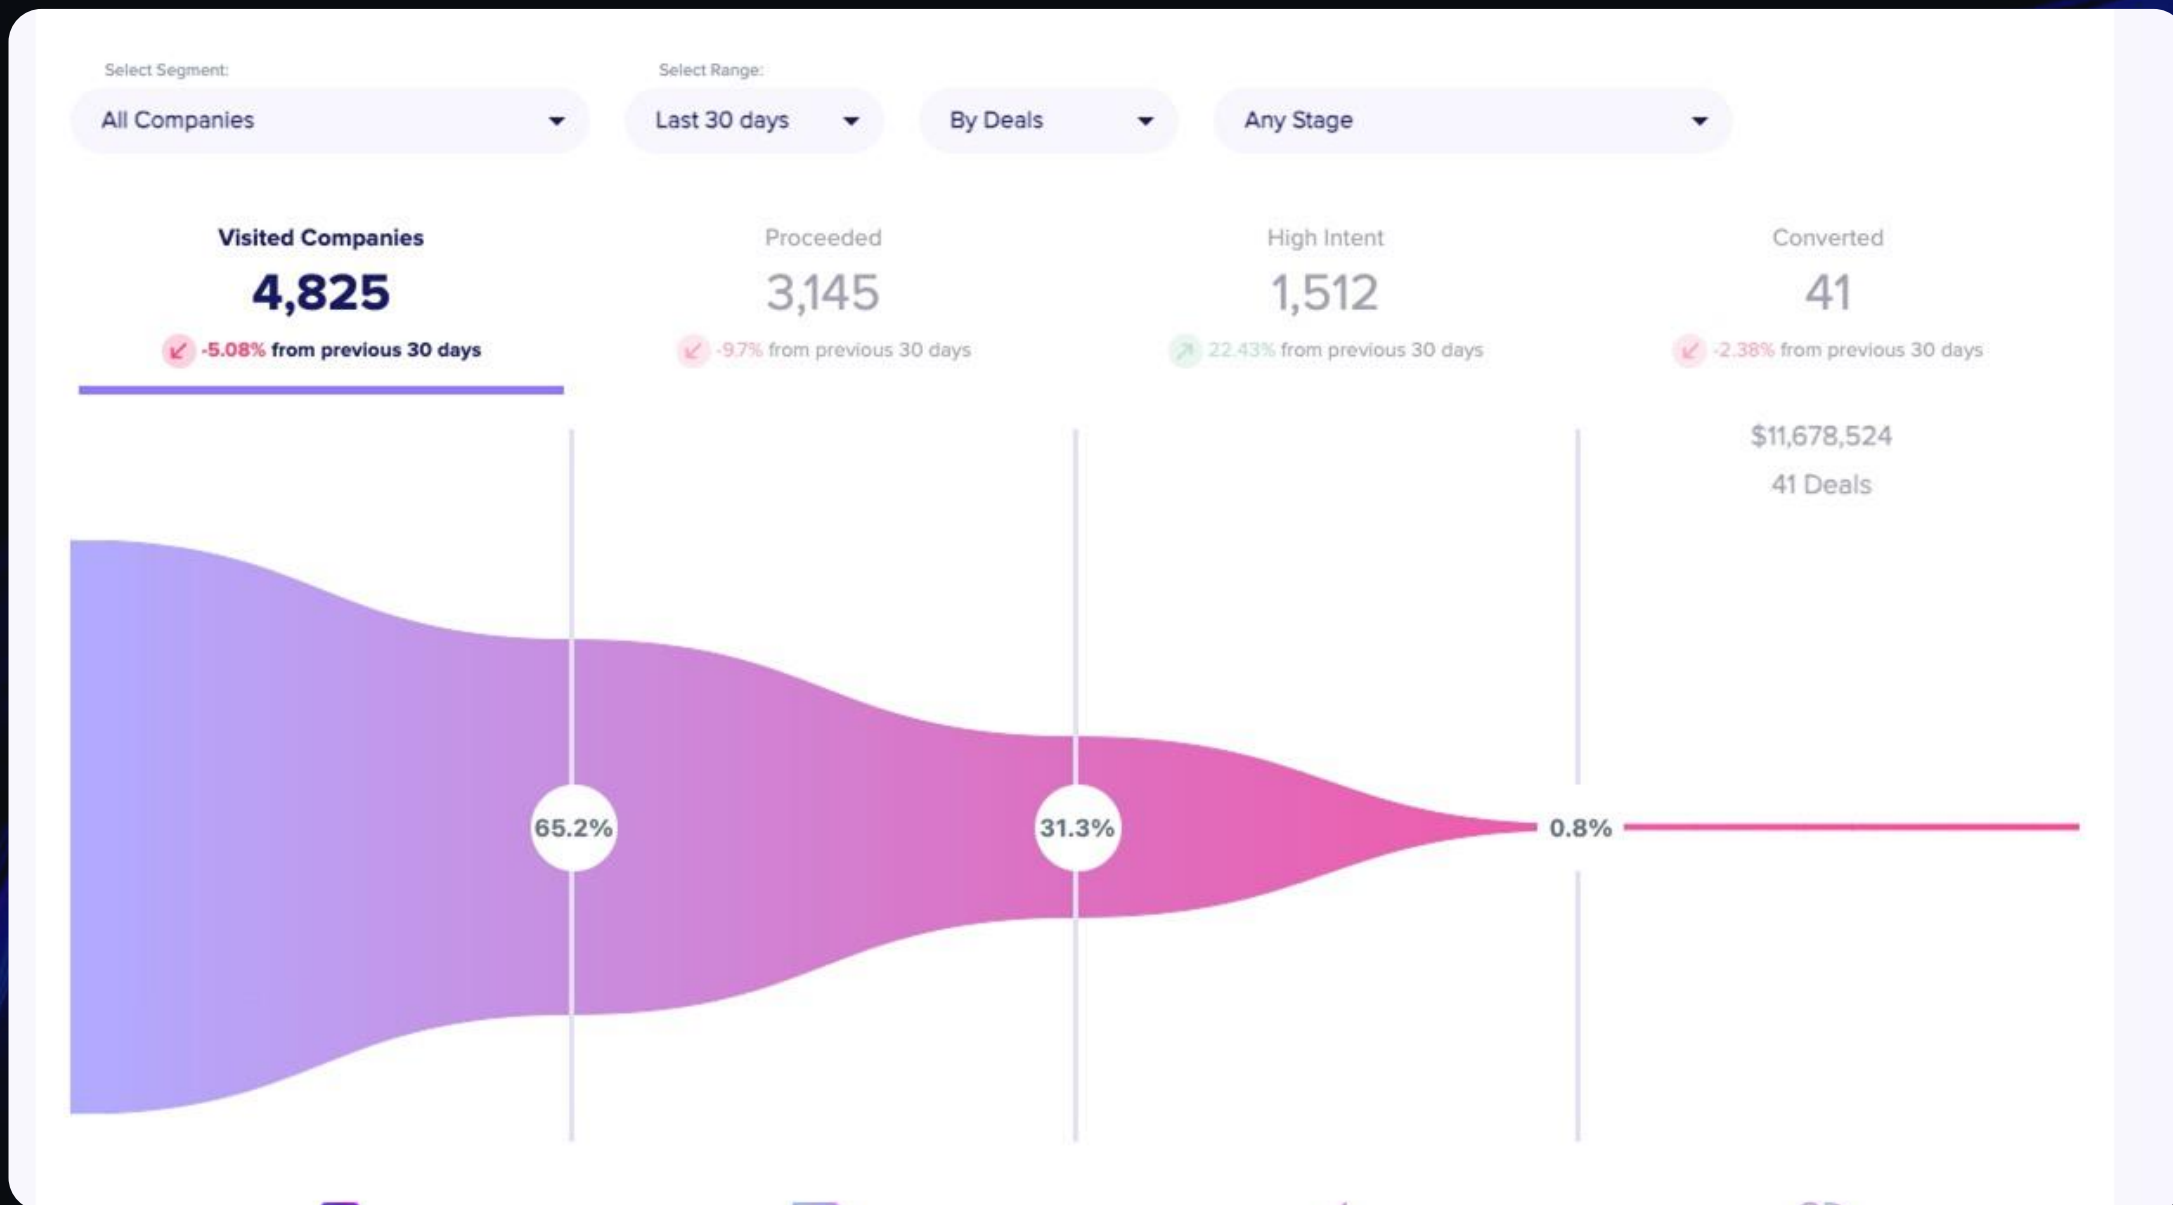 Select Segment:
Select Range:
All Companies
Last 30 days
By Deals
Any Stage
Visited Companies
4,825
-5.08% from previous 30 days
Proceeded
3,145
-9.7% from previous 30 days
High Intent
1,512
22.43% from previous 30 days
Converted
41
-2.38% from previous 30 days
$11,678,524
41 Deals
65.2%
31.3%
0.8%